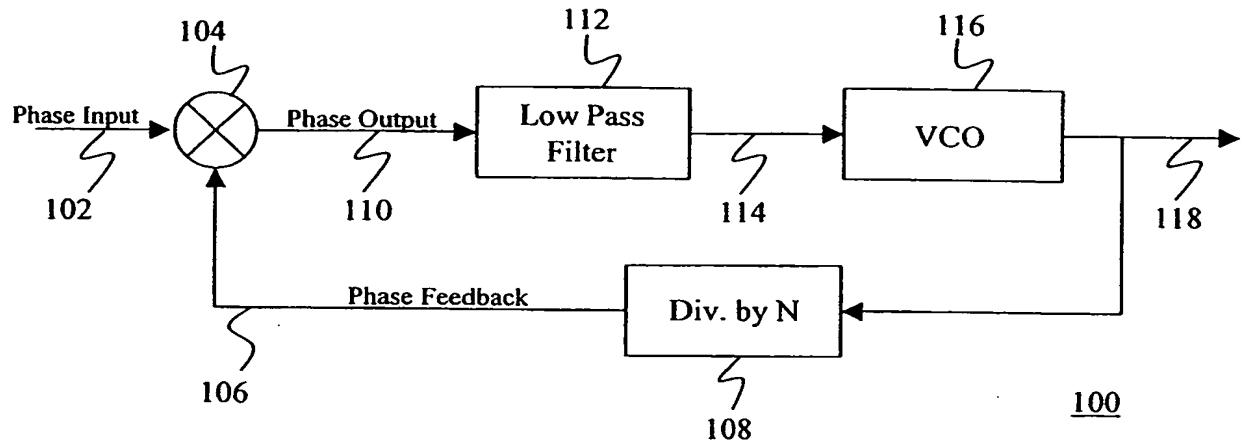 104
112
116
Phase Input
Phase Output
Low Pass
Filter
VCO
102
110
114
118
Phase Feedback
Div. by N
106
108
100